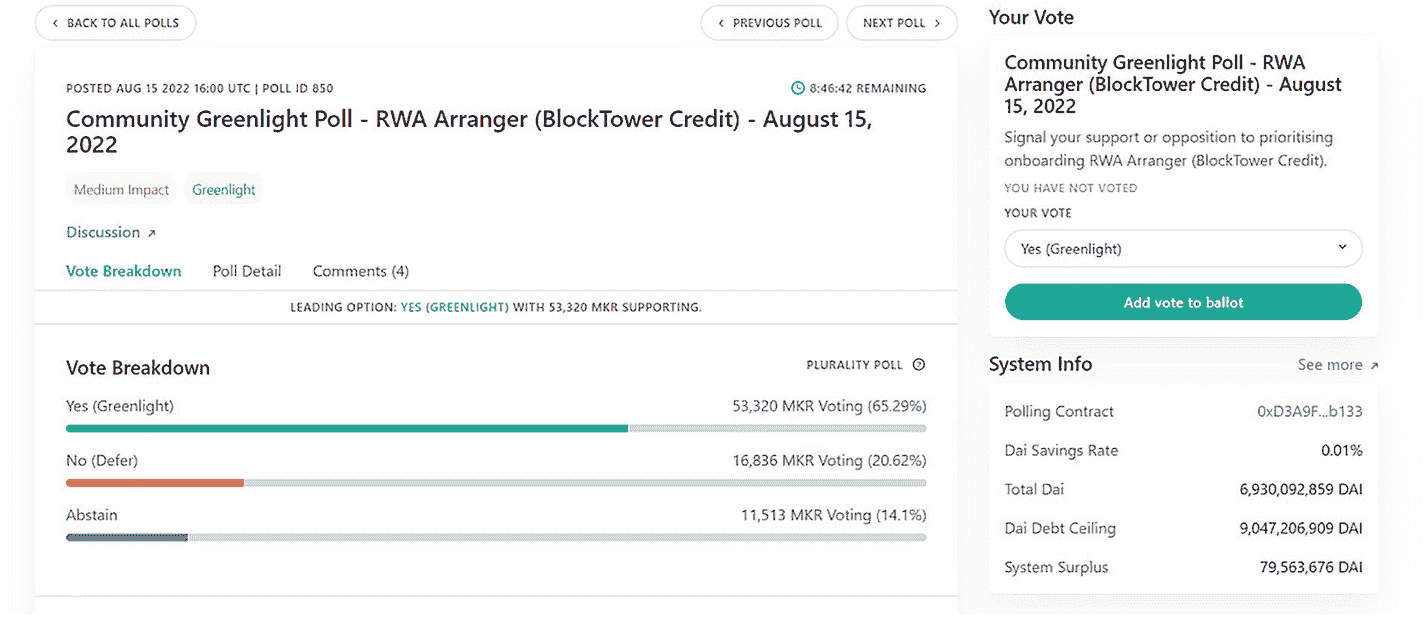 BACK TO ALL POLLS
PREVIOUS POLL
NEXT POLL
POSTED AUG 15 2022 16:00 UTC | POLL ID 850
8:46:42 REMAINING
Community Greenlight Poll - RWA Arranger (BlockTower Credit) - August 15,
2022
Medium Impact
Greenlight
Discussion
Vote Breakdown
Poll Detail
Comments (4)
LEADING OPTION: YES (GREENLIGHT) WITH 53,320 MKR SUPPORTING.
Vote Breakdown
PLURALITY POLL
Yes (Greenlight)
53,320 MKR Voting (65.29%)
No (Defer)
16,836 MKR Voting (20.62%)
Abstain
11,513 MKR Voting (14.1%)
Your Vote
Community Greenlight Poll - RWA
Arranger (BlockTower Credit) - August
15, 2022
Signal your support or opposition to prioritising
onboarding RWA Arranger (BlockTower Credit).
YOU HAVE NOT VOTED
YOUR VOTE
Yes (Greenlight)
Add vote to ballot
System Info
See more
Polling Contract
0xD3A9F...b133
Dai Savings Rate
0.01%
Total Dai
6,930,092,859 DAI
Dai Debt Ceiling
9,047,206,909 DAI
System Surplus
79,563,676 DAI